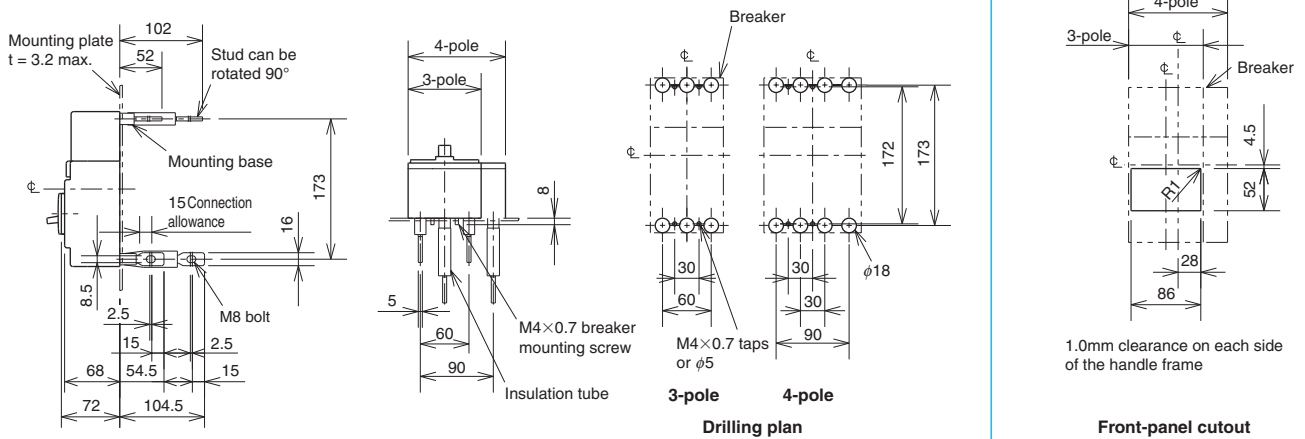 Mounting plate
t = 3.2 max.
102
52
Stud can be
rotated 90°
Mounting base
℄
15 Connection
allowance
173
16
8.5
2.5
M8 bolt
15
2.5
68
54.5
15
72
104.5
4-pole
3-pole
8
5
60
90
M4×0.7 breaker
mounting screw
Insulation tube
Breaker
℄
℄
℄
172
173
30
60
30
30
90
φ18
M4×0.7 taps
or φ5
3-pole
4-pole
Drilling plan
4-pole
3-pole
℄
℄
Breaker
℄
4.5
52
R1
28
86
1.0mm clearance on each side
of the handle frame
Front-panel cutout